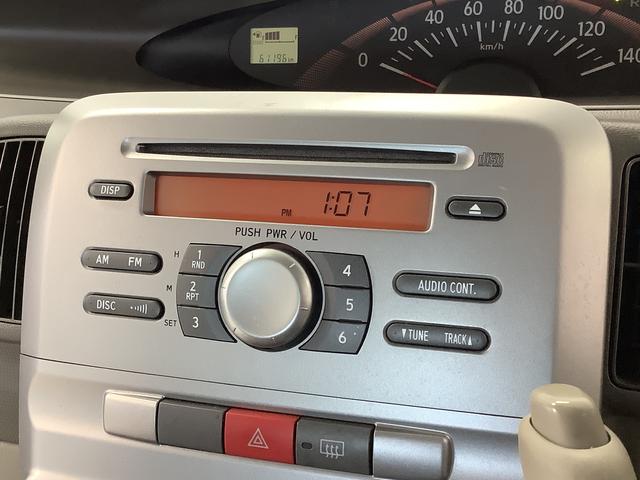 E F
61196 km
0 20 40 60 80 100 120 140
km/h
DISP
PM 1:07
PUSH PWR / VOL
AM FM
H 1 RND
4
AUDIO CONT.
M 2 RPT
5
DISC
SET 3
6
▼TUNE TRACK▲